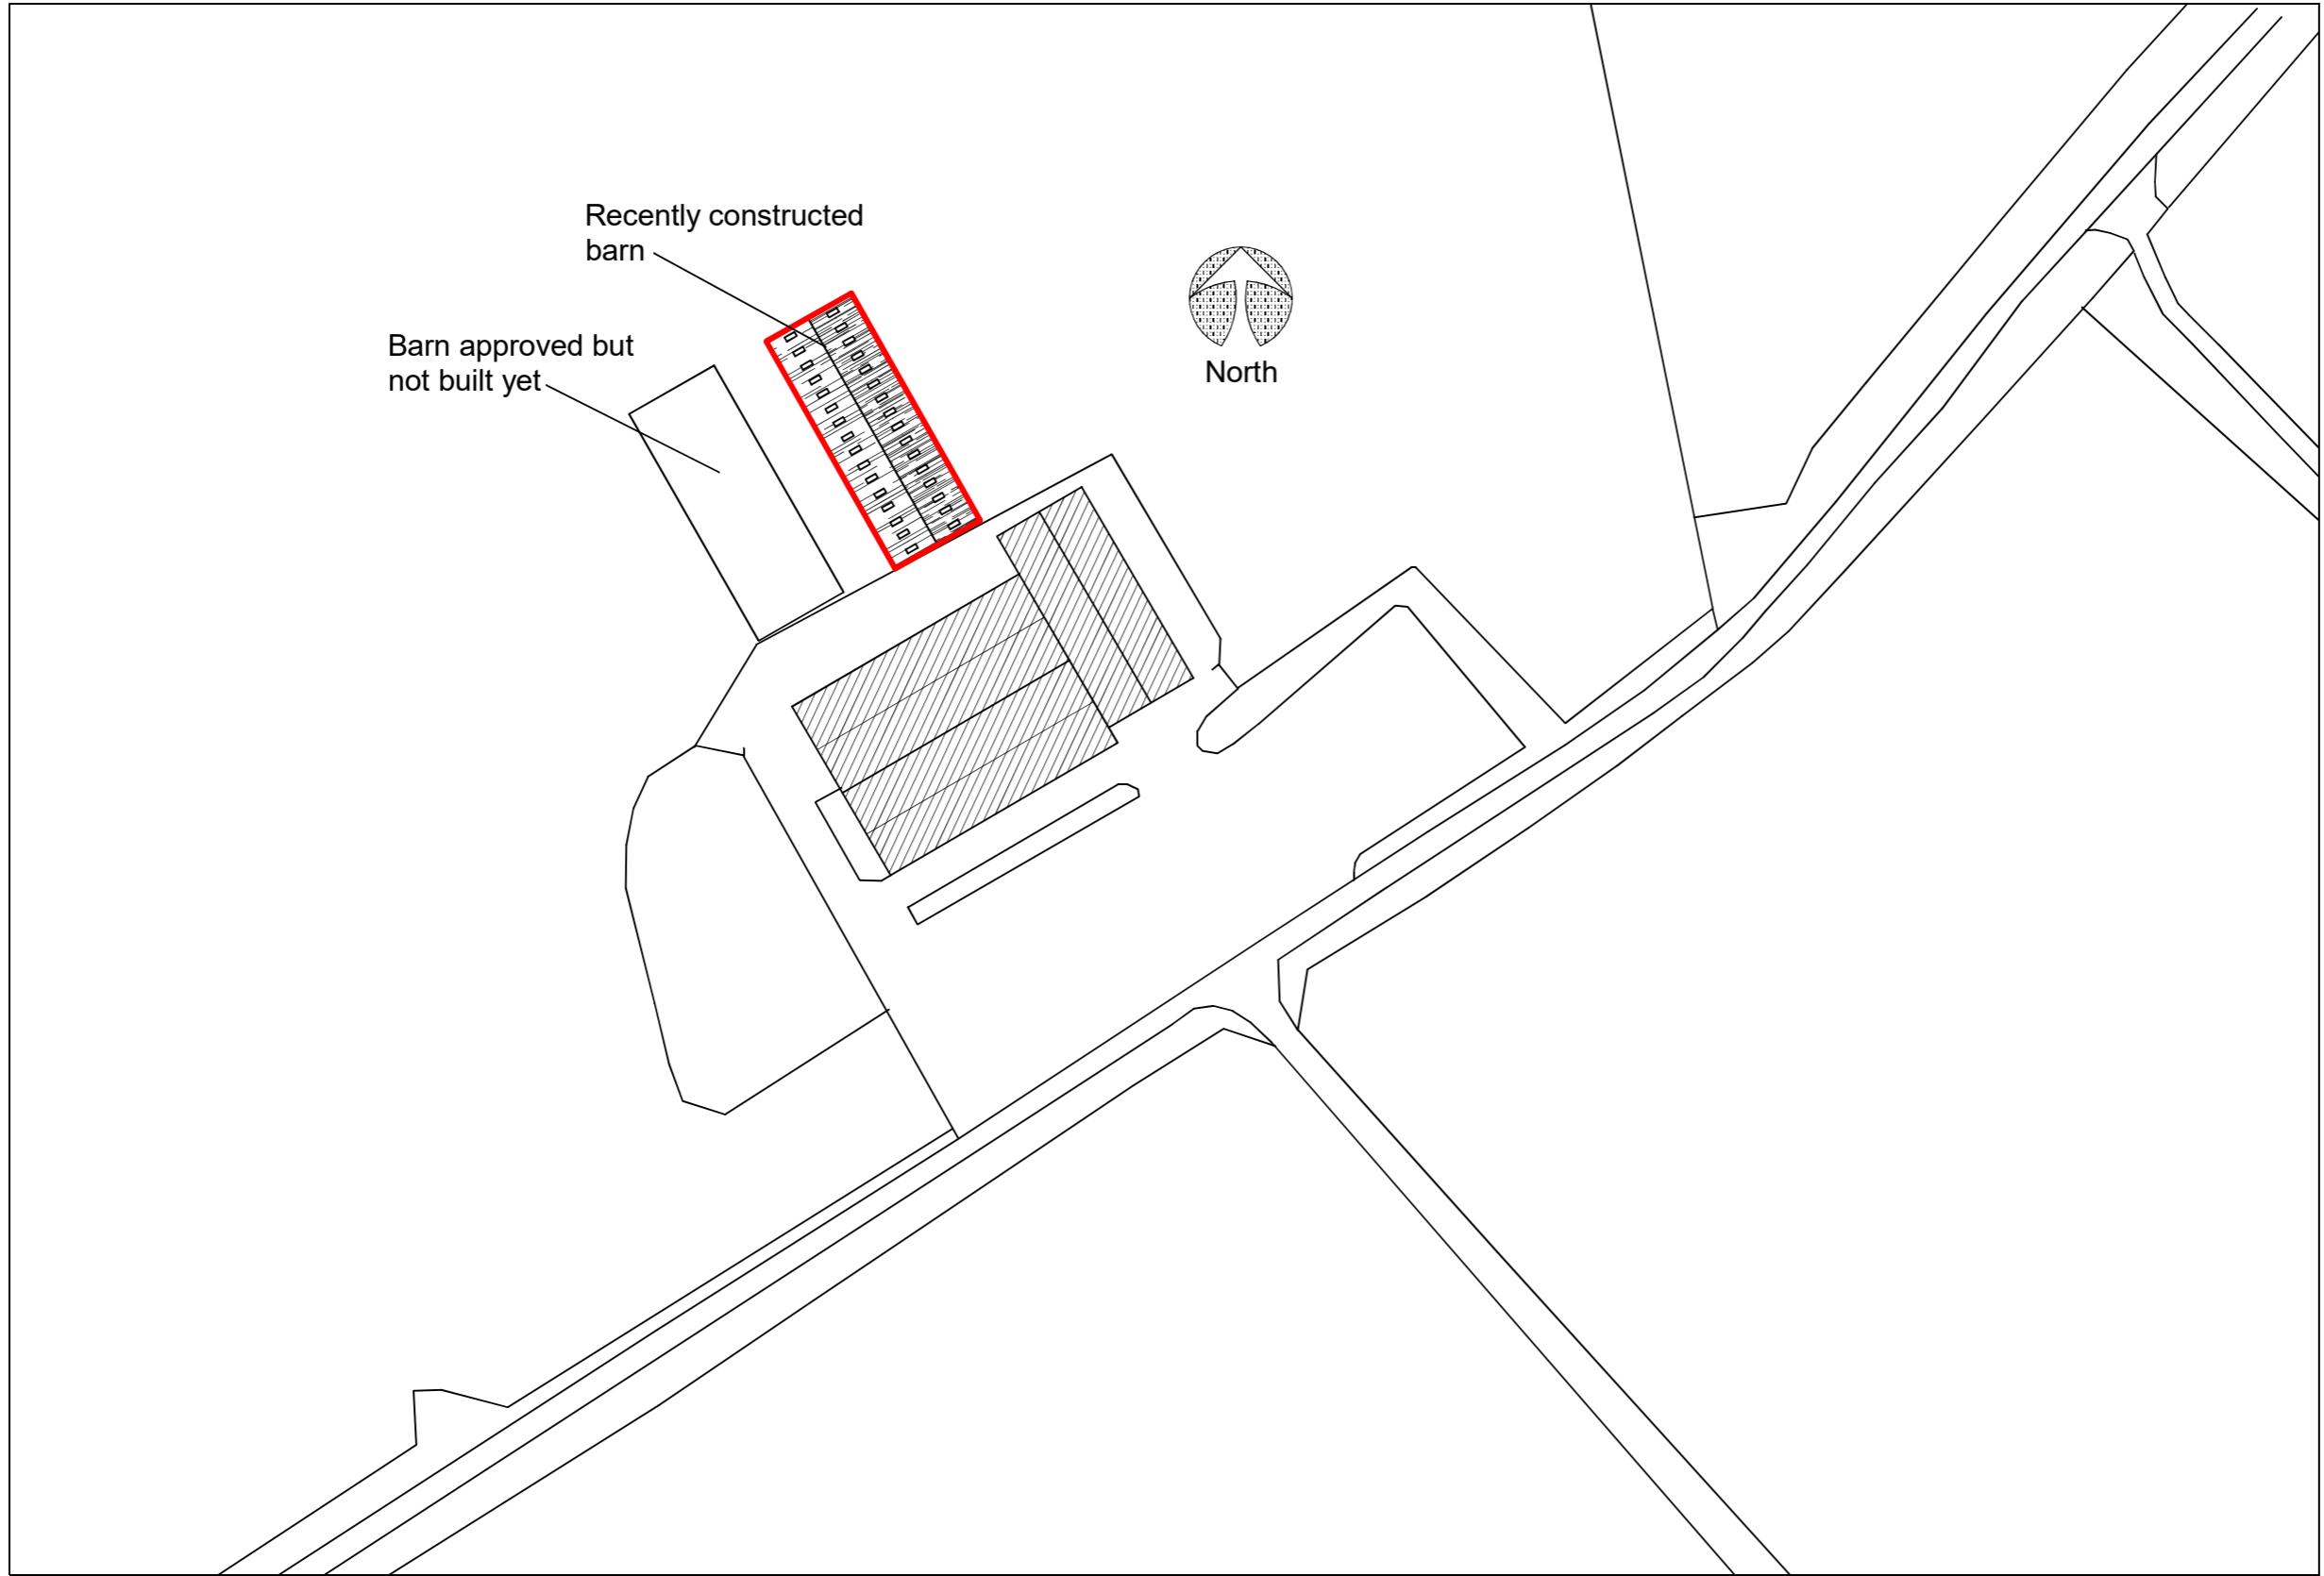 Recently constructed
barn
Barn approved but
not built yet
North